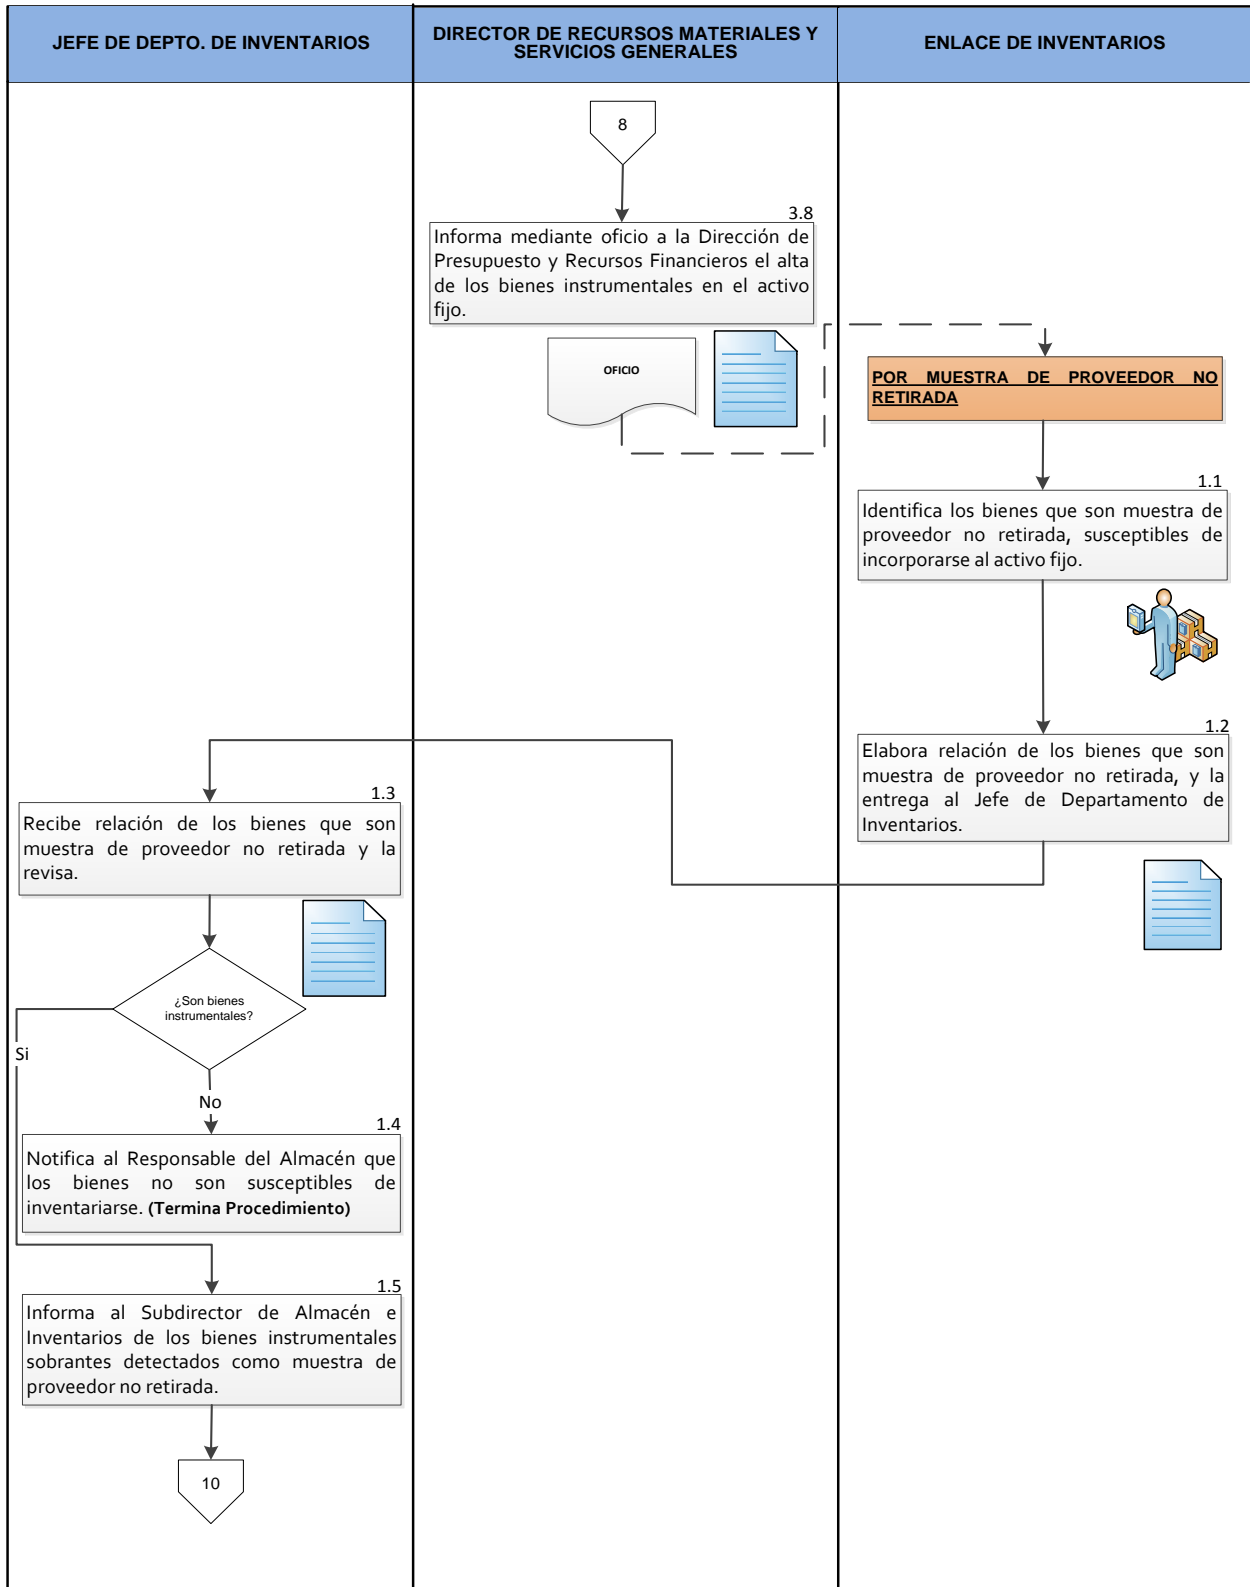 JEFE DE DEPTO. DE INVENTARIOS
DIRECTOR DE RECURSOS MATERIALES Y
SERVICIOS GENERALES
ENLACE DE INVENTARIOS
8
3.8
Informa mediante oficio a la Dirección de
Presupuesto y Recursos Financieros el alta
de los bienes instrumentales en el activo
fijo.
OFICIO
POR MUESTRA DE PROVEEDOR NO
RETIRADA
1.1
Identifica los bienes que son muestra de
proveedor no retirada, susceptibles de
incorporarse al activo fijo.
1.2
Elabora relación de los bienes que son
muestra de proveedor no retirada, y la
entrega al Jefe de Departamento de
Inventarios.
1.3
Recibe relación de los bienes que son
muestra de proveedor no retirada y la
revisa.
¿Son bienes
instrumentales?
Si
No
1.4
Notifica al Responsable del Almacén que
los bienes no son susceptibles de
inventariarse. (Termina Procedimiento)
1.5
Informa al Subdirector de Almacén e
Inventarios de los bienes instrumentales
sobrantes detectados como muestra de
proveedor no retirada.
10